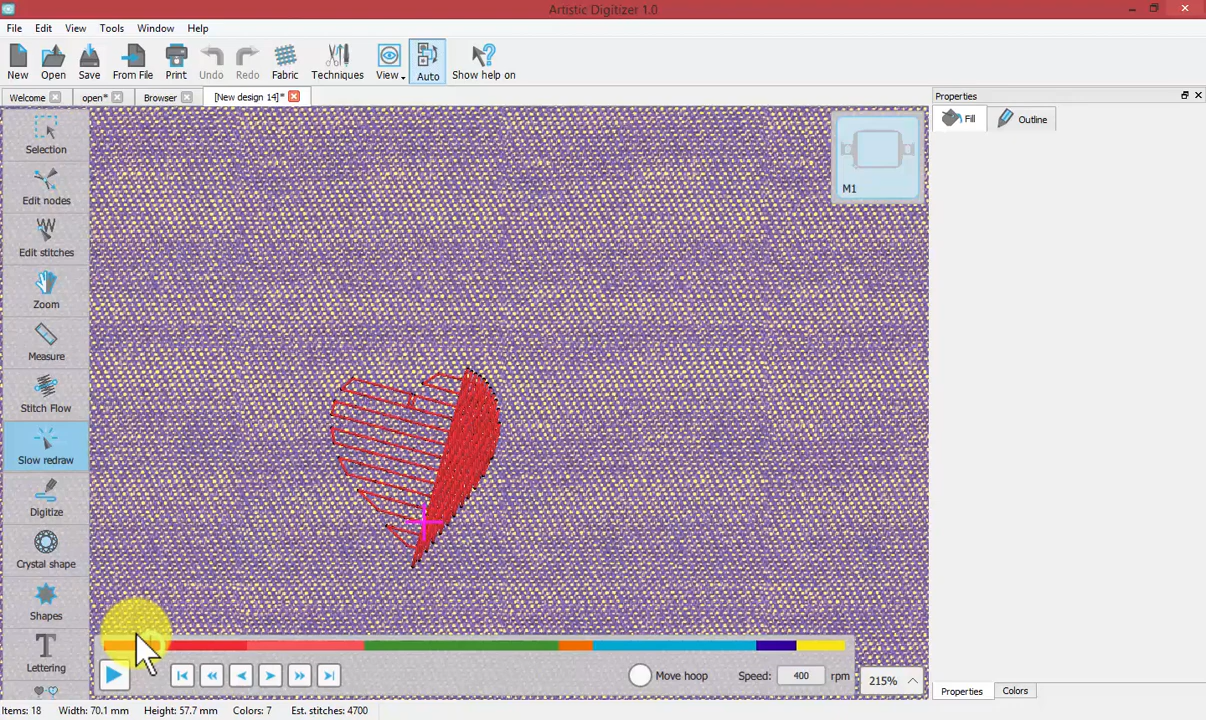 Artistic Digitizer 1.0
File Edit View Tools Window Help
New Open Save From File Print Undo Redo Fabric Techniques View Auto Show help on
Welcome open* Browser [New design 14]*
Properties
Fill Outline
Selection
Edit nodes
Edit stitches
Zoom
Measure
Stitch Flow
Slow redraw
Digitize
Crystal shape
Shapes
Lettering
M1
Move hoop Speed: 400 rpm 215%
Properties Colors
Items: 18 Width: 70.1 mm Height: 57.7 mm Colors: 7 Est. stitches: 4700